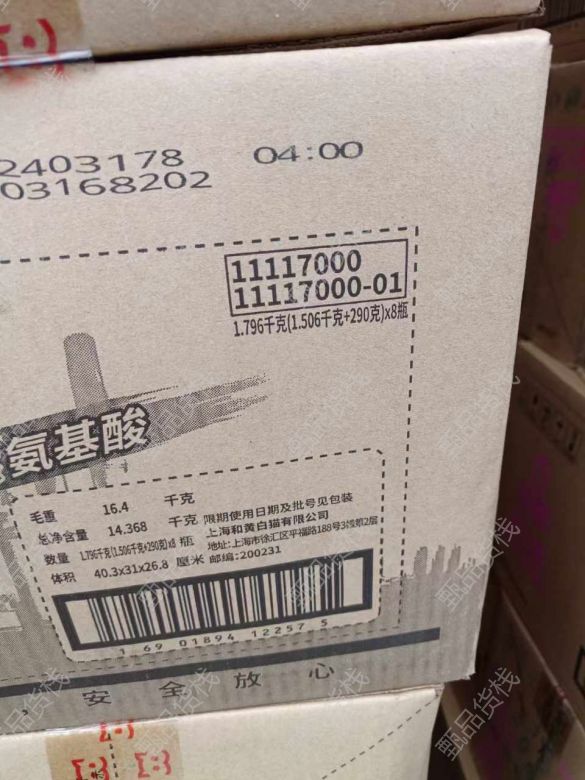 2403178 04:00
03168202
11117000
11117000-01
1.796千克(1.506千克+290克)x8瓶
氨基酸
毛重 16.4 千克
总净含量 14.368 千克
数量 1.796千克(1.506千克+290克)x8 瓶
体积 40.3x31x26.8 厘米
限期使用日期及批号见包装
上海和黄白猫有限公司
地址:上海市徐汇区平福路188号3幢第2层
邮编:200231
1 69 01894 12257 5
安全放心
甄品货栈